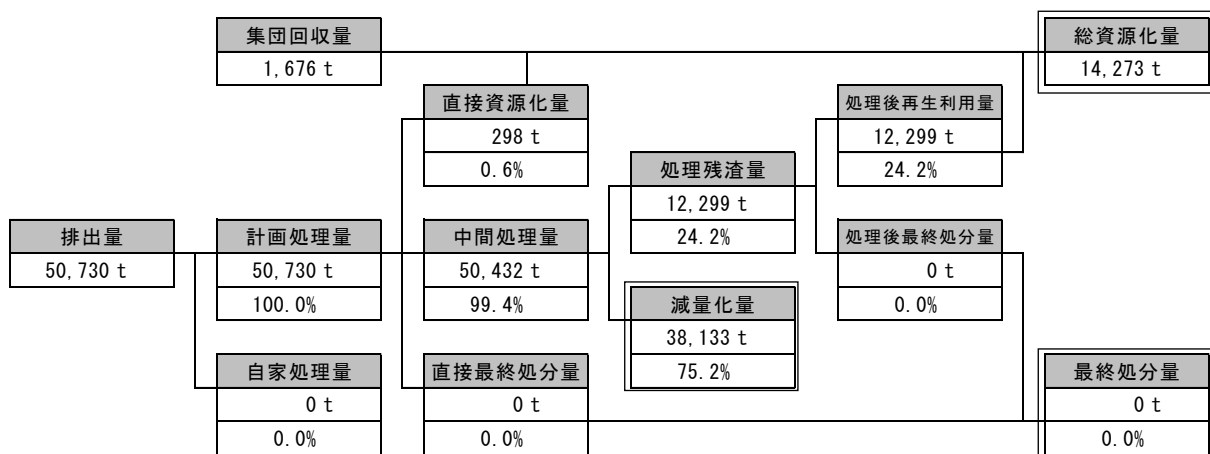 集団回収量
1,676 t
総資源化量
14,273 t
直接資源化量
298 t
0.6%
処理後再生利用量
12,299 t
24.2%
処理残渣量
12,299 t
24.2%
排出量
50,730 t
計画処理量
50,730 t
100.0%
中間処理量
50,432 t
99.4%
処理後最終処分量
0 t
0.0%
減量化量
38,133 t
75.2%
自家処理量
0 t
0.0%
直接最終処分量
0 t
0.0%
最終処分量
0 t
0.0%